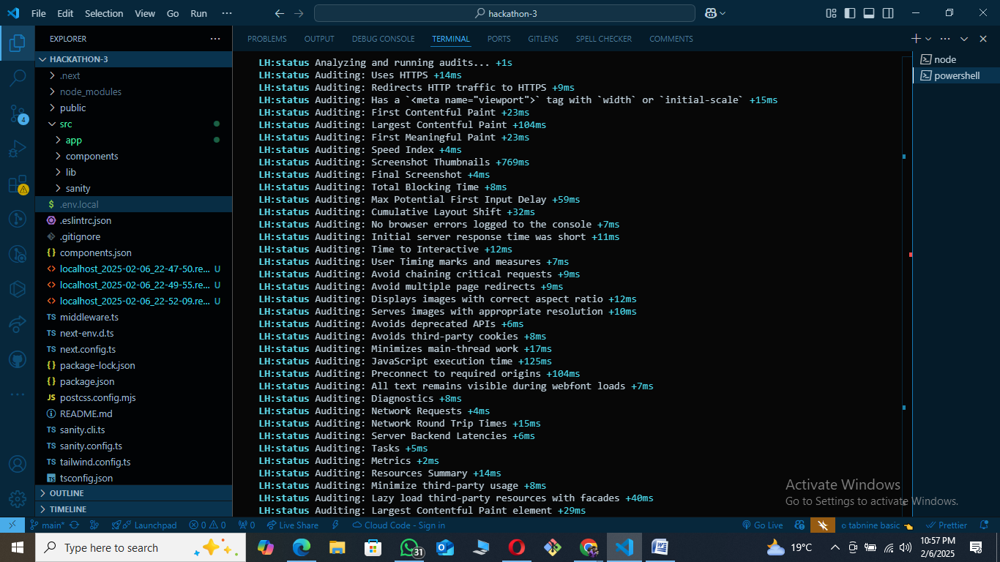 File Edit Selection View Go Run ···
hackathon-3
EXPLORER
HACKATHON-3
.next
node_modules
public
src
app
components
lib
sanity
$ .env.local
.eslintrc.json
.gitignore
{} components.json
<> localhost_2025-02-06_22-47-50.re... U
<> localhost_2025-02-06_22-49-55.re... U
<> localhost_2025-02-06_22-52-09.re... U
TS middleware.ts
TS next-env.d.ts
TS next.config.ts
{} package-lock.json
{} package.json
JS postcss.config.mjs
README.md
TS sanity.cli.ts
TS sanity.config.ts
TS tailwind.config.ts
TS tsconfig.json
OUTLINE
TIMELINE
4
PROBLEMS OUTPUT DEBUG CONSOLE TERMINAL PORTS GITLENS SPELL CHECKER COMMENTS
LH:status Analyzing and running audits... +1s
LH:status Auditing: Uses HTTPS +14ms
LH:status Auditing: Redirects HTTP traffic to HTTPS +9ms
LH:status Auditing: Has a `<meta name="viewport">` tag with `width` or `initial-scale` +15ms
LH:status Auditing: First Contentful Paint +23ms
LH:status Auditing: Largest Contentful Paint +104ms
LH:status Auditing: First Meaningful Paint +23ms
LH:status Auditing: Speed Index +4ms
LH:status Auditing: Screenshot Thumbnails +769ms
LH:status Auditing: Final Screenshot +4ms
LH:status Auditing: Total Blocking Time +8ms
LH:status Auditing: Max Potential First Input Delay +59ms
LH:status Auditing: Cumulative Layout Shift +32ms
LH:status Auditing: No browser errors logged to the console +7ms
LH:status Auditing: Initial server response time was short +11ms
LH:status Auditing: Time to Interactive +12ms
LH:status Auditing: User Timing marks and measures +7ms
LH:status Auditing: Avoid chaining critical requests +9ms
LH:status Auditing: Avoid multiple page redirects +9ms
LH:status Auditing: Displays images with correct aspect ratio +12ms
LH:status Auditing: Serves images with appropriate resolution +10ms
LH:status Auditing: Avoids deprecated APIs +6ms
LH:status Auditing: Avoids third-party cookies +8ms
LH:status Auditing: Minimizes main-thread work +17ms
LH:status Auditing: JavaScript execution time +125ms
LH:status Auditing: Preconnect to required origins +104ms
LH:status Auditing: All text remains visible during webfont loads +7ms
LH:status Auditing: Diagnostics +8ms
LH:status Auditing: Network Requests +4ms
LH:status Auditing: Network Round Trip Times +15ms
LH:status Auditing: Server Backend Latencies +6ms
LH:status Auditing: Tasks +5ms
LH:status Auditing: Metrics +2ms
LH:status Auditing: Resources Summary +14ms
LH:status Auditing: Minimize third-party usage +8ms
LH:status Auditing: Lazy load third-party resources with facades +40ms
LH:status Auditing: Largest Contentful Paint element +29ms
node
powershell
Activate Windows
Go to Settings to activate Windows.
main* Launchpad 0 0 0 Live Share Cloud Code - Sign in Go Live tabnine basic Prettier
Type here to search
31
19°C
10:57 PM
2/6/2025